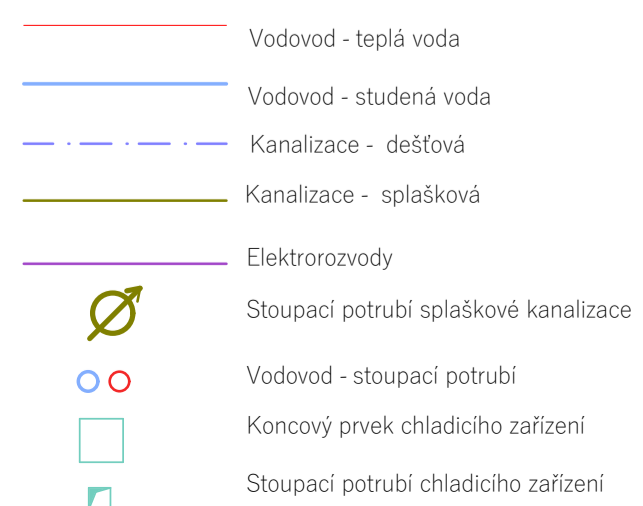 Vodovod - teplá voda
Vodovod - studená voda
Kanalizace - dešťová
Kanalizace - splašková
Elektrorozvody
Stoupací potrubí splaškové kanalizace
Vodovod - stoupací potrubí
Koncový prvek chladicího zařízení
Stoupací potrubí chladicího zařízení